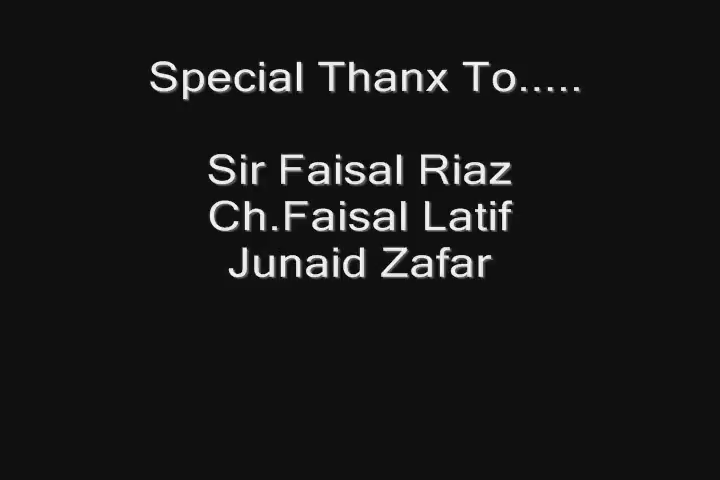 Special Thanx To.....
Sir Faisal Riaz
Ch.Faisal Latif
Junaid Zafar